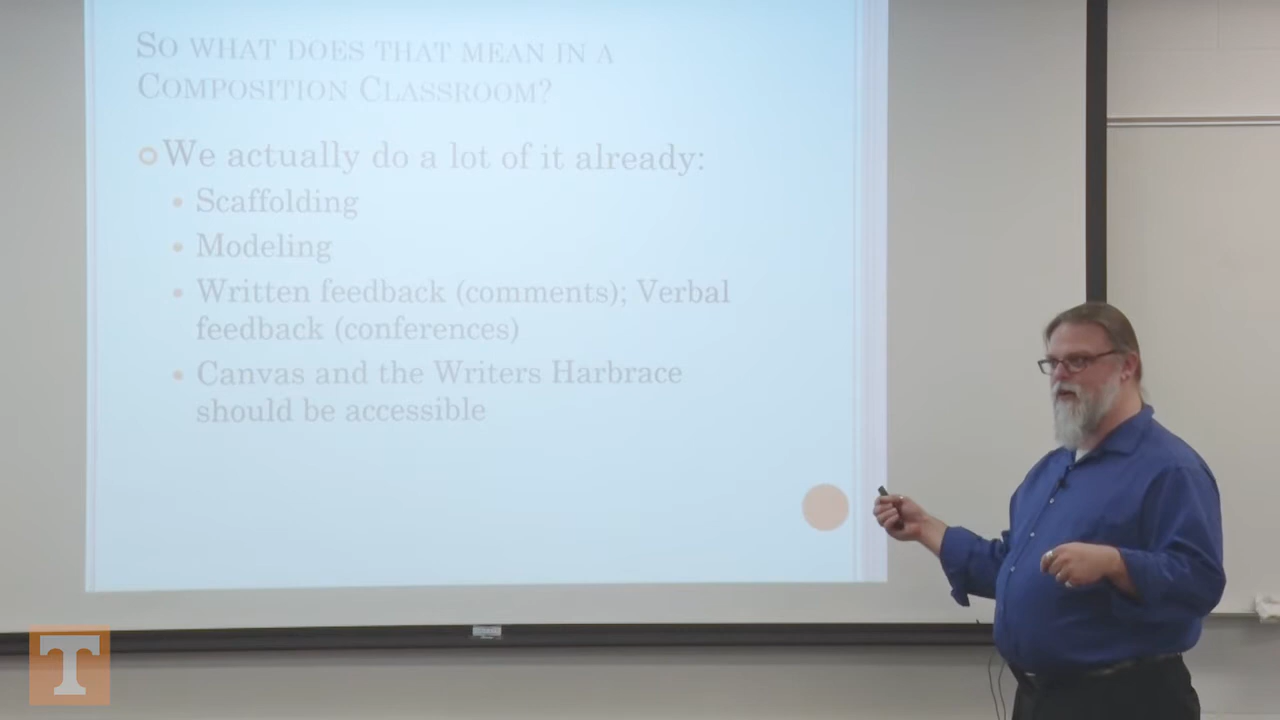 SO WHAT DOES THAT MEAN IN A
COMPOSITION CLASSROOM?
We actually do a lot of it already:
Scaffolding
Modeling
Written feedback (comments); Verbal
feedback (conferences)
Canvas and the Writers Harbrace
should be accessible
T